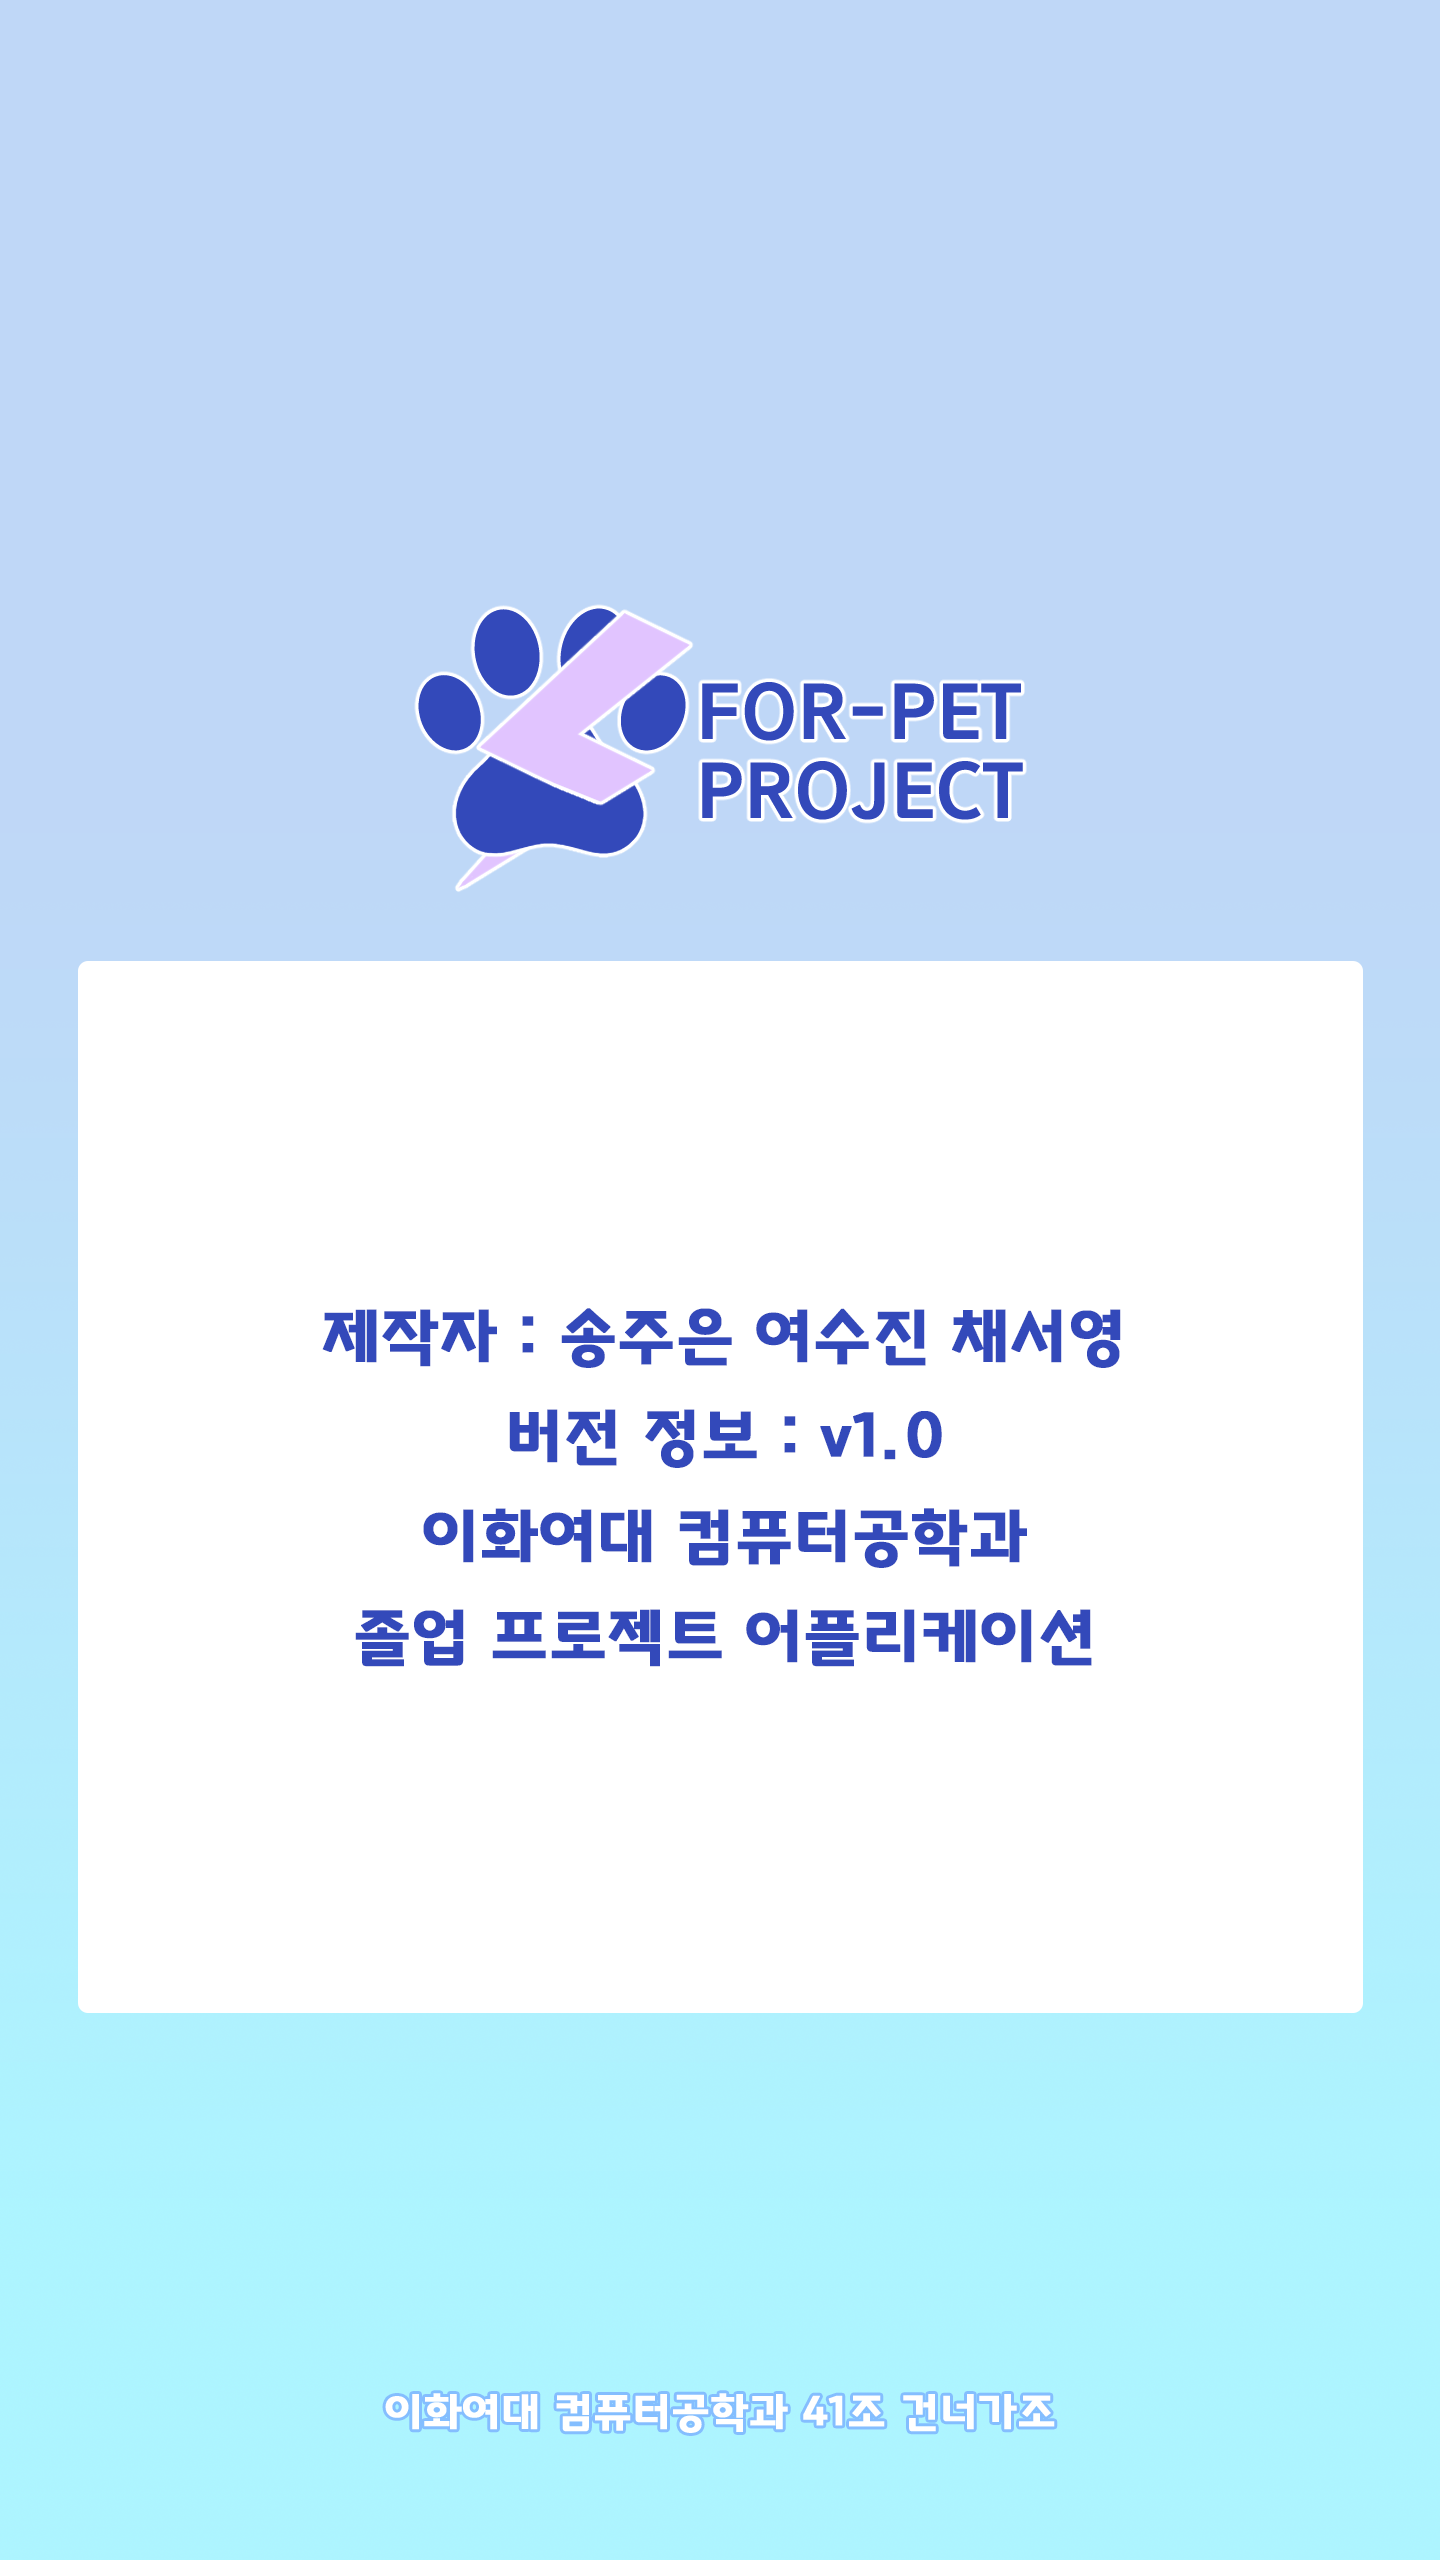 FOR-PET
PROJECT
제작자 : 송주은 여수진 채서영
버전 정보 : v1.0
이화여대 컴퓨터공학과
졸업 프로젝트 어플리케이션
이화여대 컴퓨터공학과 41조 건너가조